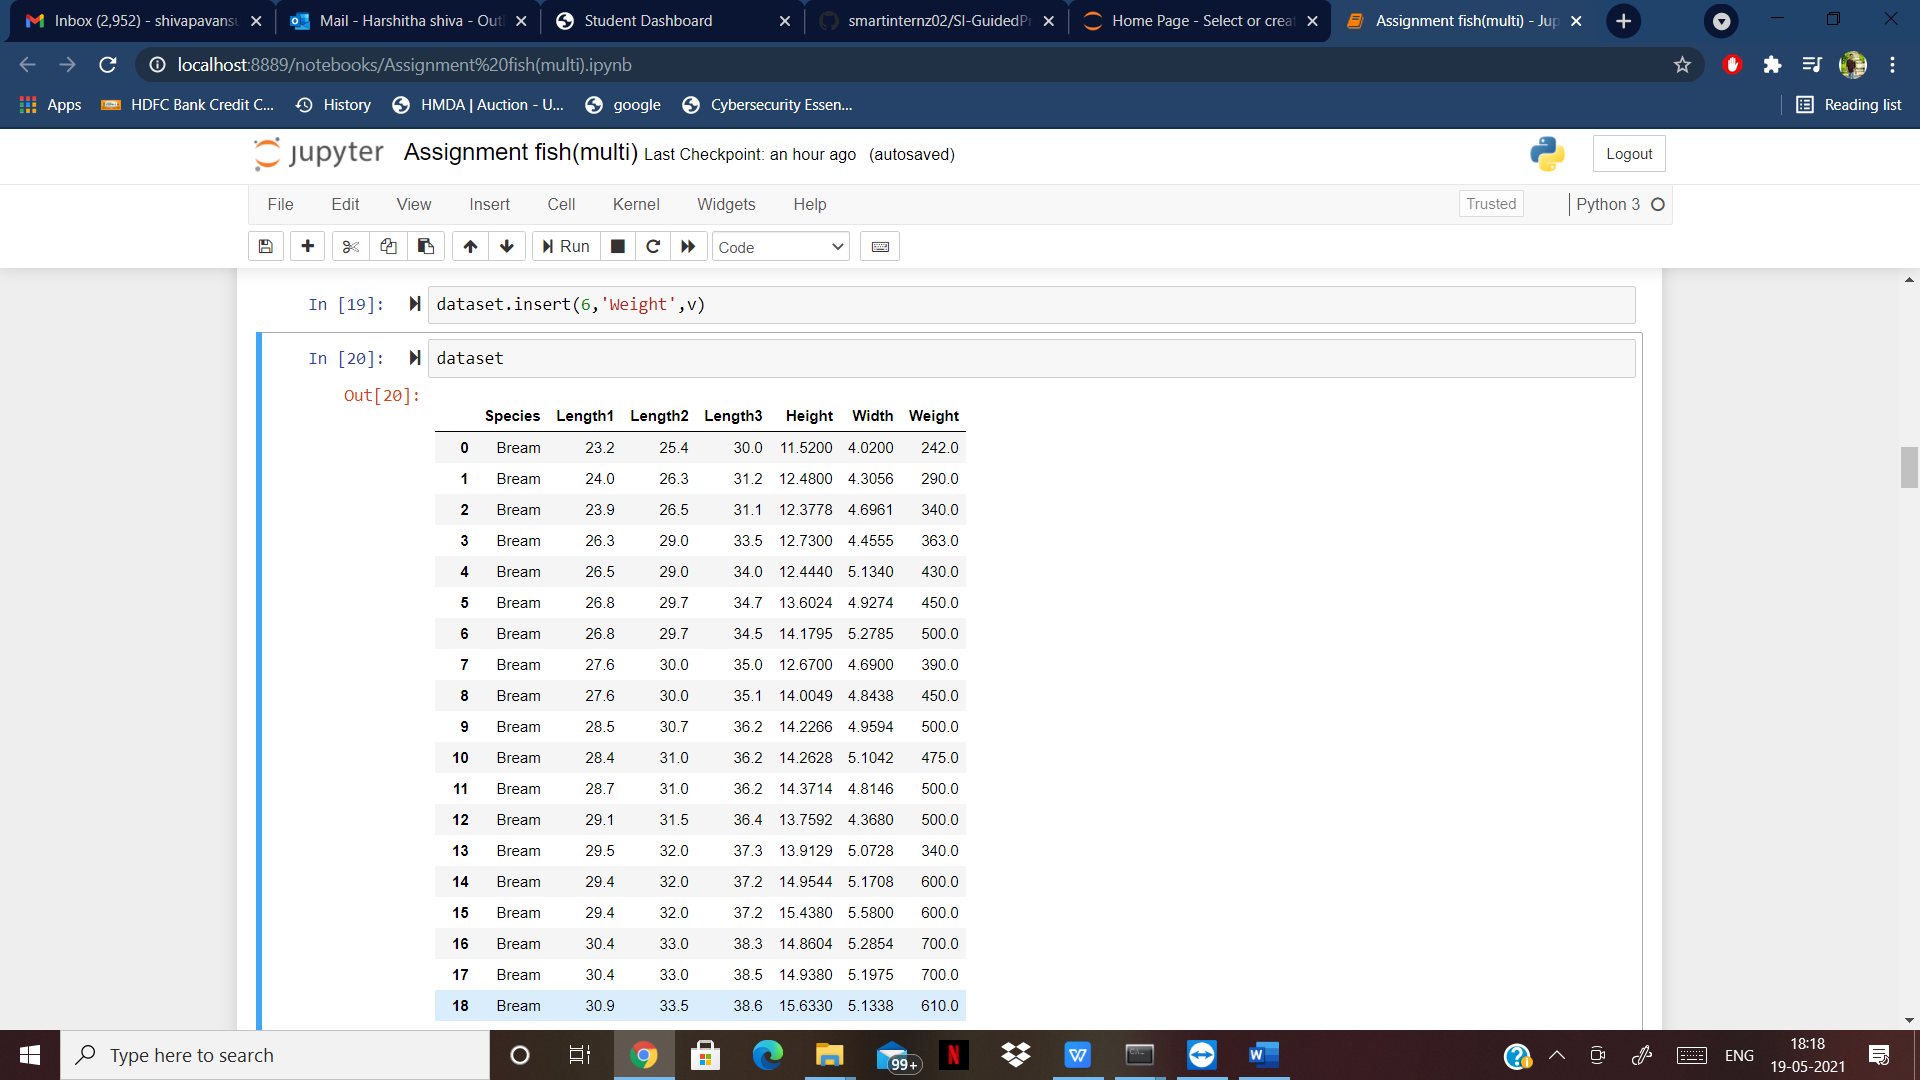 Inbox (2,952) - shivapavansu Mail - Harshitha shiva - Out Student Dashboard smartinternz02/SI-GuidedPr Home Page - Select or creat Assignment fish(multi) - Jup
localhost:8889/notebooks/Assignment%20fish(multi).ipynb
Apps HDFC Bank Credit C... History HMDA | Auction - U... google Cybersecurity Essen... Reading list
jupyter Assignment fish(multi) Last Checkpoint: an hour ago (autosaved) Logout
File Edit View Insert Cell Kernel Widgets Help Trusted Python 3
Run Code
In [19]: dataset.insert(6,'Weight',v)
In [20]: dataset
Out[20]:
Species Length1 Length2 Length3 Height Width Weight
0 Bream 23.2 25.4 30.0 11.5200 4.0200 242.0
1 Bream 24.0 26.3 31.2 12.4800 4.3056 290.0
2 Bream 23.9 26.5 31.1 12.3778 4.6961 340.0
3 Bream 26.3 29.0 33.5 12.7300 4.4555 363.0
4 Bream 26.5 29.0 34.0 12.4440 5.1340 430.0
5 Bream 26.8 29.7 34.7 13.6024 4.9274 450.0
6 Bream 26.8 29.7 34.5 14.1795 5.2785 500.0
7 Bream 27.6 30.0 35.0 12.6700 4.6900 390.0
8 Bream 27.6 30.0 35.1 14.0049 4.8438 450.0
9 Bream 28.5 30.7 36.2 14.2266 4.9594 500.0
10 Bream 28.4 31.0 36.2 14.2628 5.1042 475.0
11 Bream 28.7 31.0 36.2 14.3714 4.8146 500.0
12 Bream 29.1 31.5 36.4 13.7592 4.3680 500.0
13 Bream 29.5 32.0 37.3 13.9129 5.0728 340.0
14 Bream 29.4 32.0 37.2 14.9544 5.1708 600.0
15 Bream 29.4 32.0 37.2 15.4380 5.5800 600.0
16 Bream 30.4 33.0 38.3 14.8604 5.2854 700.0
17 Bream 30.4 33.0 38.5 14.9380 5.1975 700.0
18 Bream 30.9 33.5 38.6 15.6330 5.1338 610.0
Type here to search 99+ ENG 18:18
19-05-2021